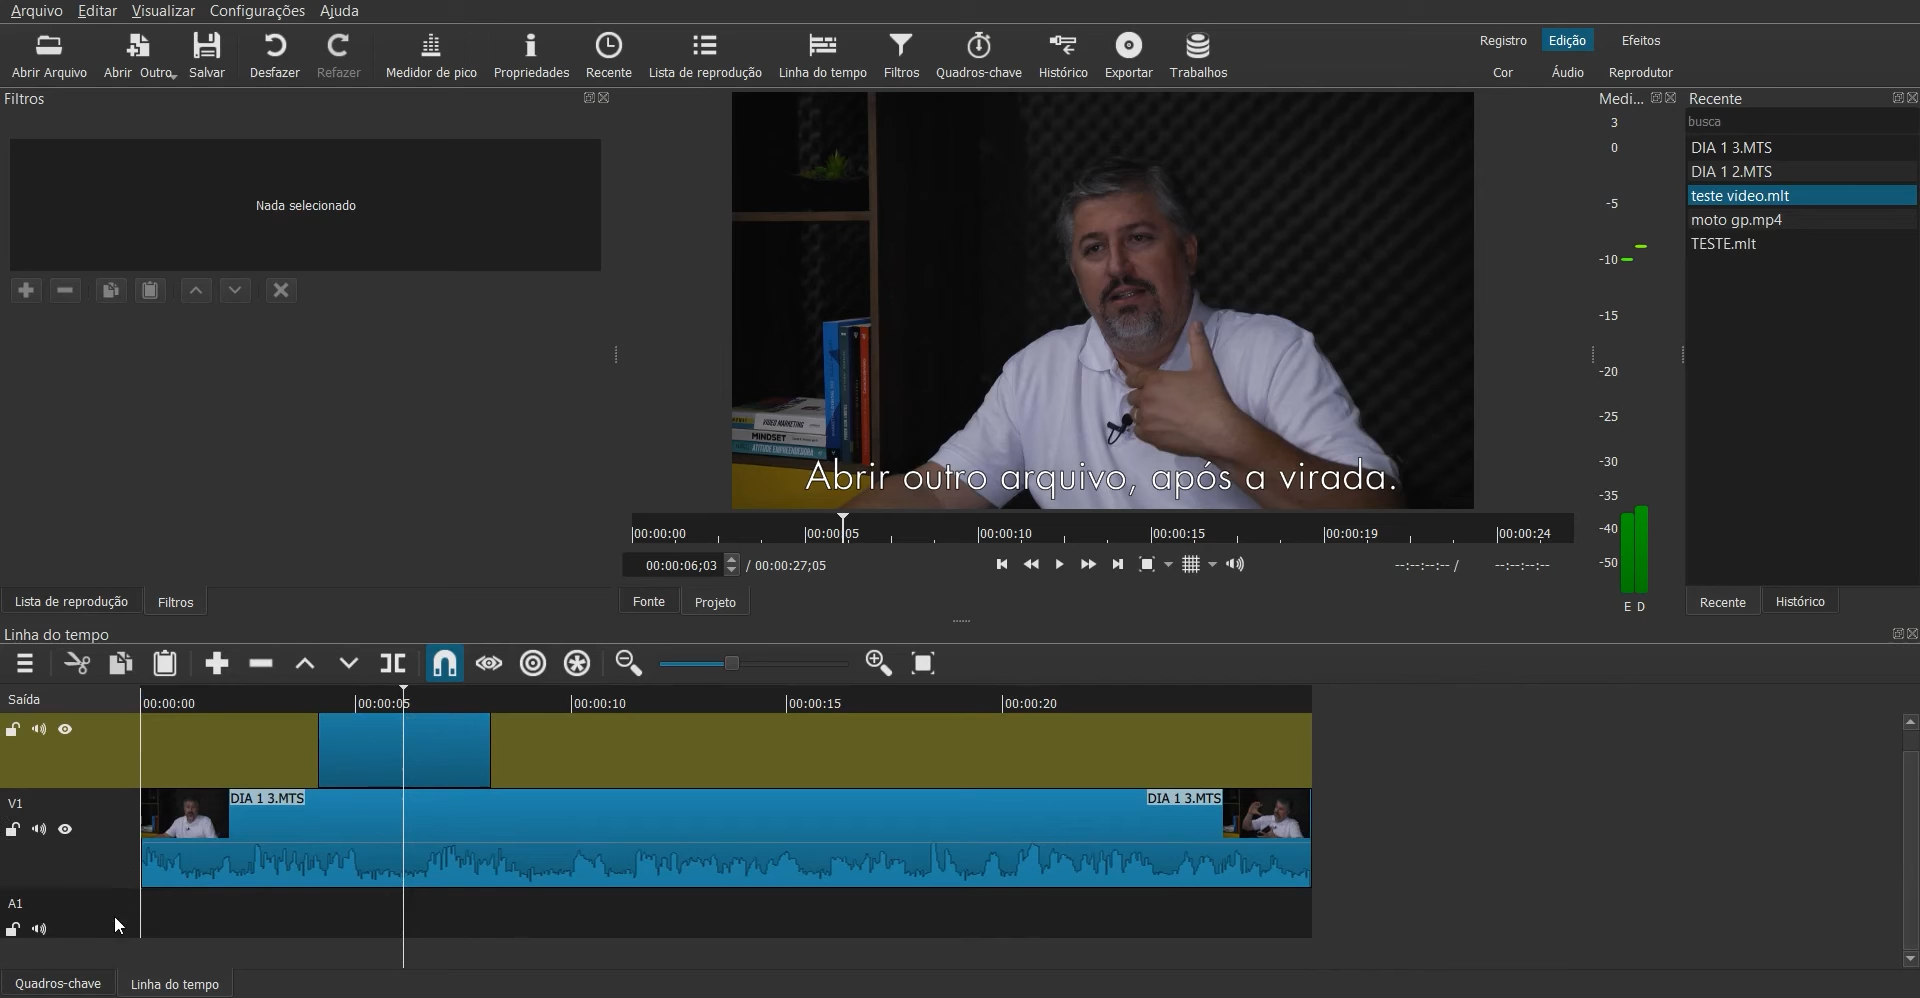 Arquivo Editar Visualizar Configurações Ajuda
Abrir Arquivo Abrir Outro Salvar Desfazer Refazer Medidor de pico Propriedades Recente Lista de reprodução Linha do tempo Filtros Quadros-chave Histórico Exportar Trabalhos
Registro Edição Efeitos
Cor Áudio Reprodutor
Filtros
Nada selecionado
VIDEO MARKETING
MINDSET
ATITUDE EMPREENDEDORA
Abrir outro arquivo, após a virada.
00:00:00 00:00:05 00:00:10 00:00:15 00:00:19 00:00:24
00:00:06;03 / 00:00:27;05
--:--:--:-- / --:--:--:--
Lista de reprodução Filtros
Fonte Projeto
Medi...
3
0
-5
-10
-15
-20
-25
-30
-35
-40
-50
E D
Recente
busca
DIA 1 3.MTS
DIA 1 2.MTS
teste video.mlt
moto gp.mp4
TESTE.mlt
Recente Histórico
Linha do tempo
Saída
00:00:00 00:00:05 00:00:10 00:00:15 00:00:20
V1
DIA 1 3.MTS DIA 1 3.MTS
A1
Quadros-chave Linha do tempo